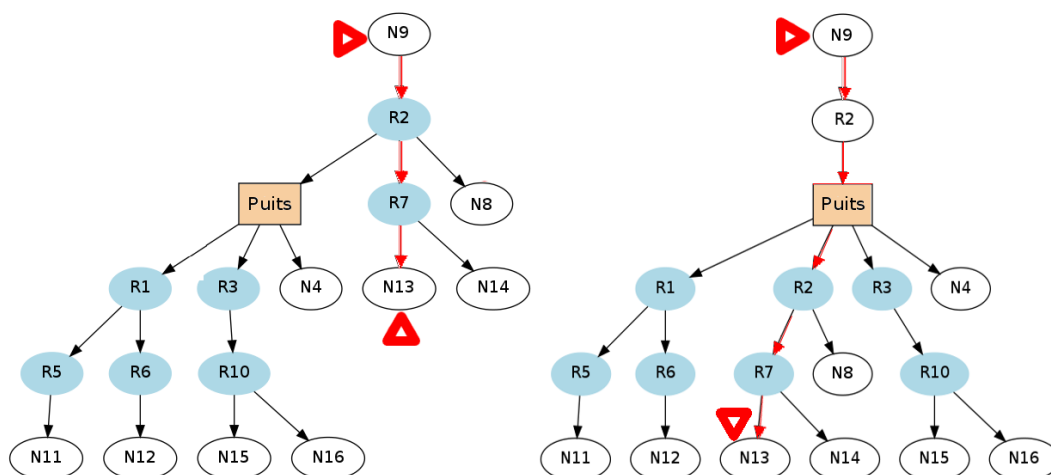 N9 N9
R2 R2
Puits R7 N8 Puits
R1 R3 N4 N13 N14 R1 R2 R3 N4
R5 R6 R10 R5 R6 R7 N8 R10
N11 N12 N15 N16 N11 N12 N13 N14 N15 N16